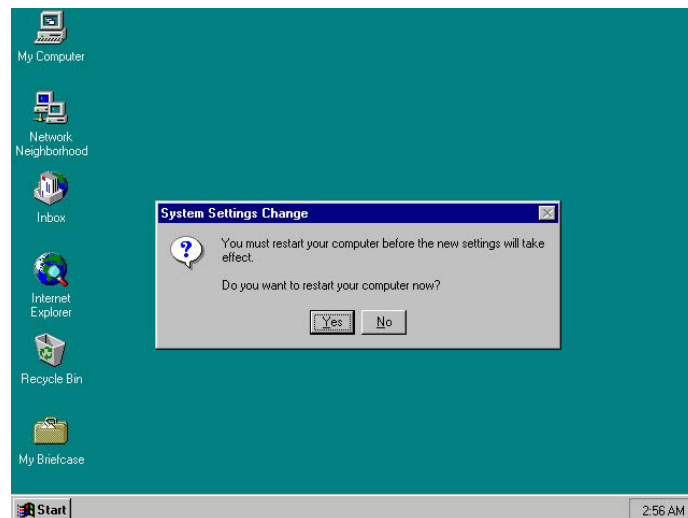 My Computer
Network
Neighborhood
Inbox
Internet
Explorer
Recycle Bin
My Briefcase
System Settings Change
You must restart your computer before the new settings will take
effect.
Do you want to restart your computer now?
Yes No
Start 2:56 AM